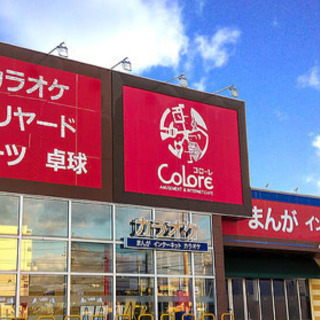 カラオケ
リヤード
ーツ 卓球
コローレ
Colore
AMUSEMENT & INTERNET CAFE
カラオケ
まんが インターネット カラオケ
まんが イン